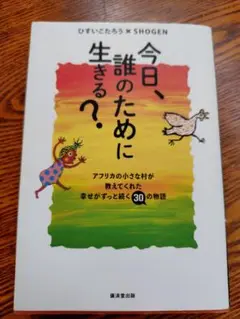 ひすいこたろう × SHOGEN
今日、
誰のために
生きる?
アフリカの小さな村が
教えてくれた
幸せがずっと続く30の物語
廣済堂出版